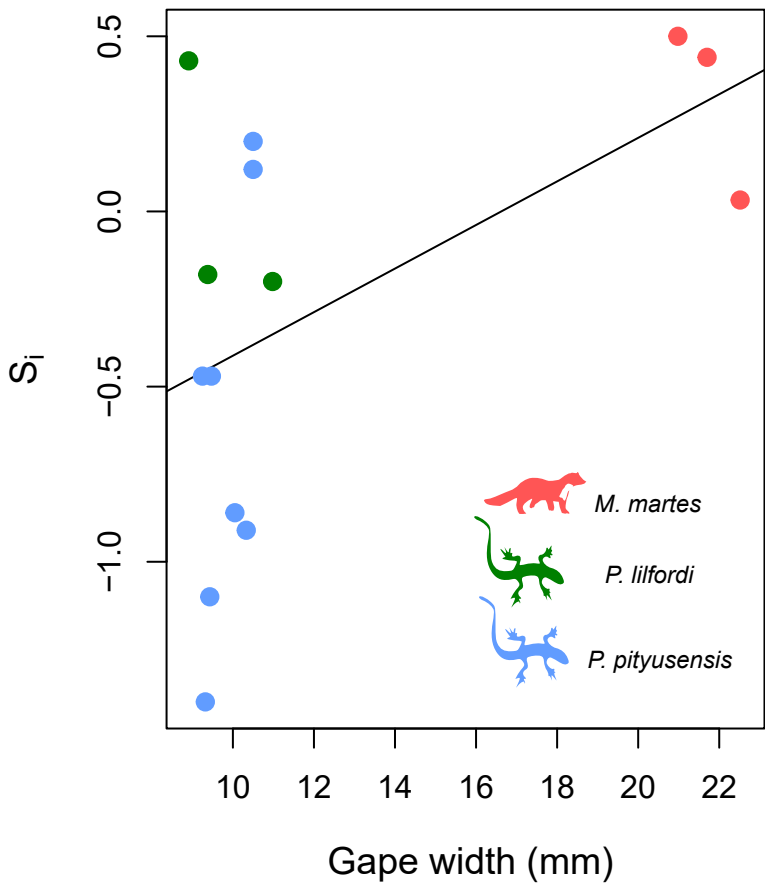 0.5
0.0
−0.5
−1.0
Si
M. martes
P. lilfordi
P. pityusensis
10 12 14 16 18 20 22
Gape width (mm)